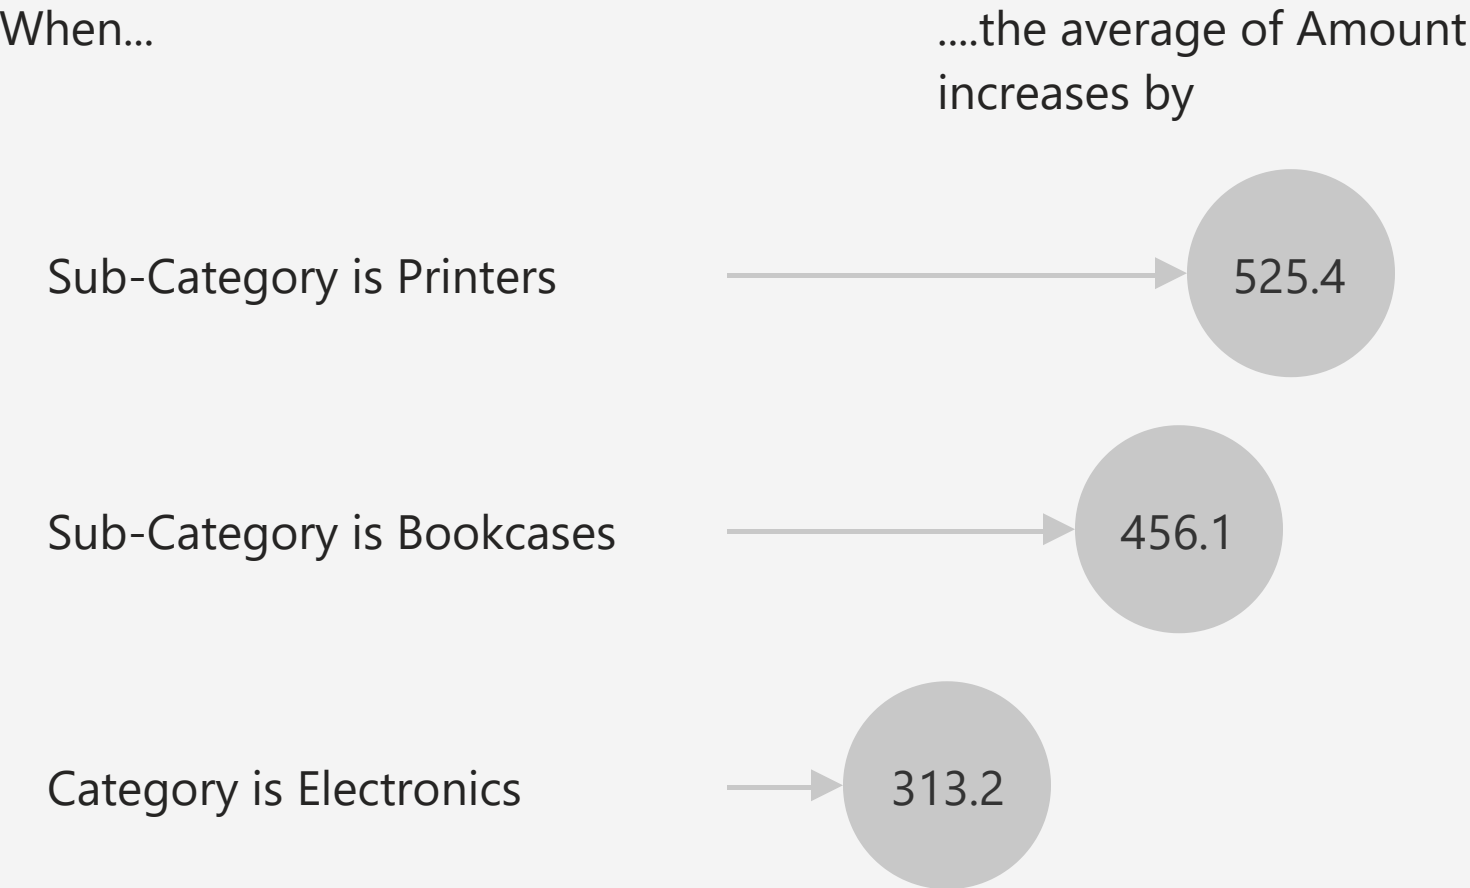 When...
....the average of Amount
increases by
Sub-Category is Printers
525.4
Sub-Category is Bookcases
456.1
Category is Electronics
313.2